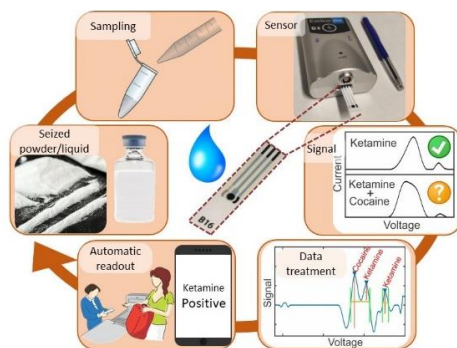 Sampling
Sensor
Seized
powder/liquid
Signal
Ketamine
Ketamine
+
Cocaine
?
Current
Voltage
B16
Automatic
readout
Ketamine
Positive
Data
treatment
Cocaine
Ketamine
Ketamine
Signal
Voltage